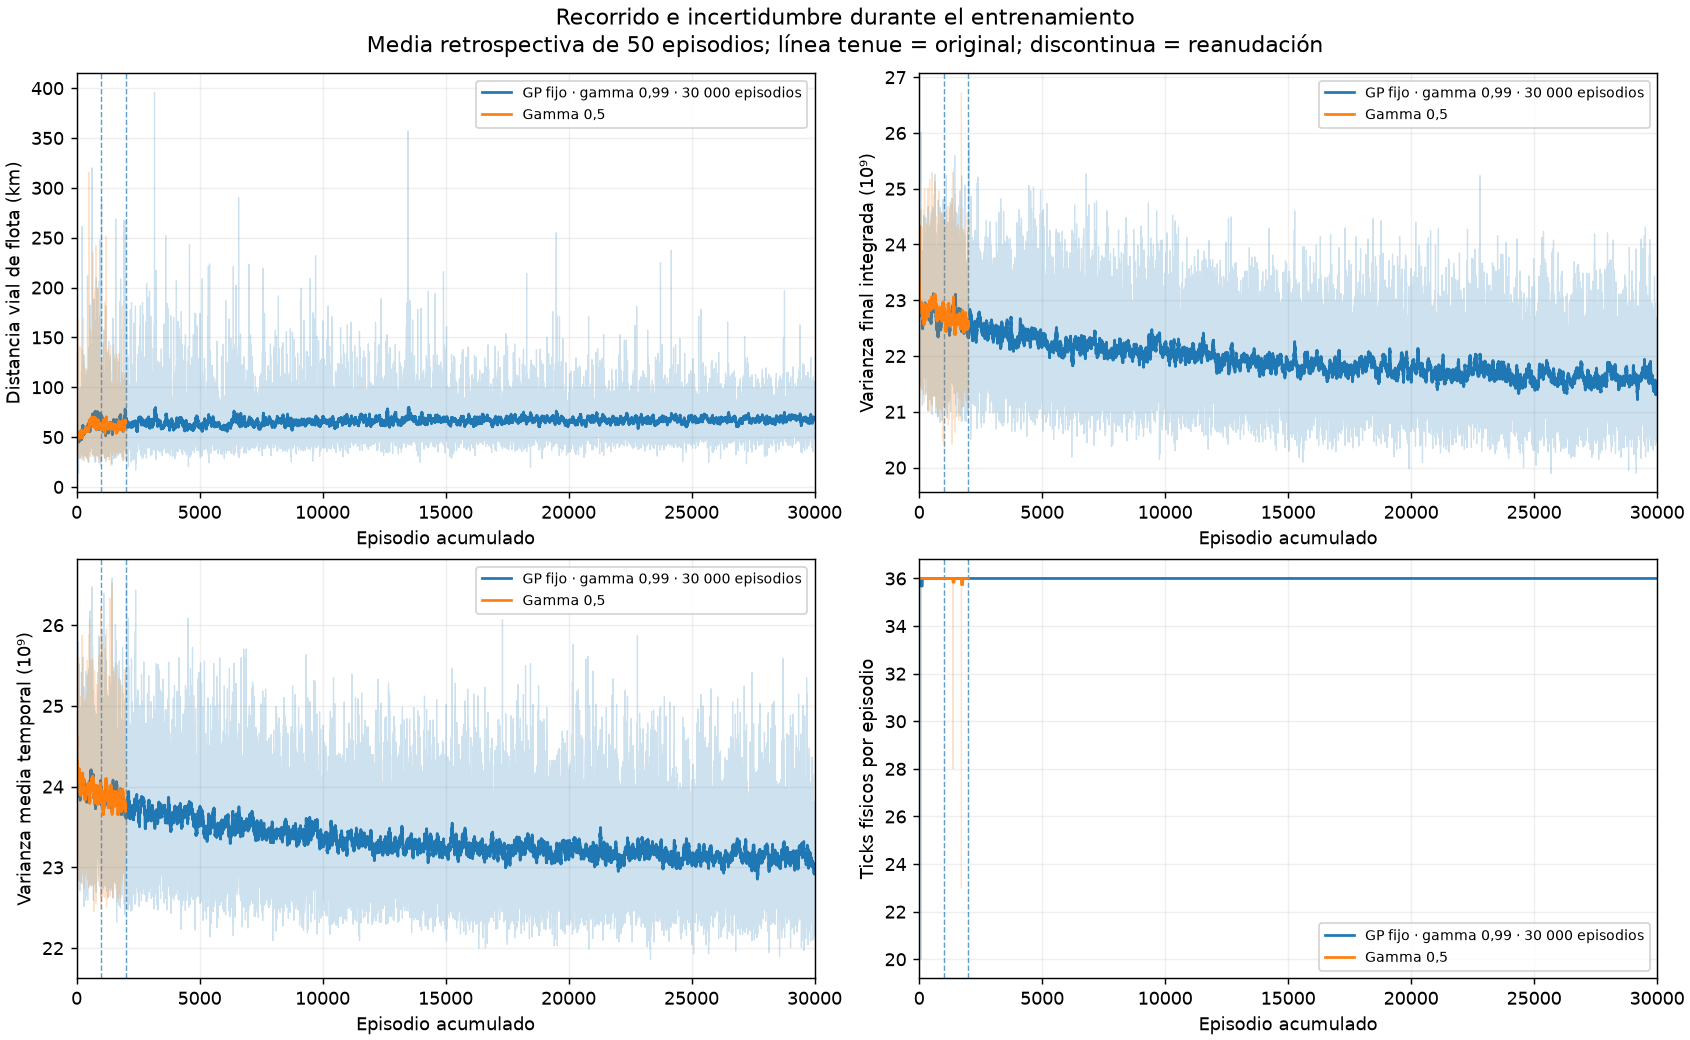 Recorrido e incertidumbre durante el entrenamiento
Media retrospectiva de 50 episodios; línea tenue = original; discontinua = reanudación
Distancia vial de flota (km)
400
350
300
250
200
150
100
50
0
GP fijo · gamma 0,99 · 30 000 episodios
Gamma 0,5
0 5000 10000 15000 20000 25000 30000
Episodio acumulado
Varianza final integrada (10⁹)
27
26
25
24
23
22
21
20
GP fijo · gamma 0,99 · 30 000 episodios
Gamma 0,5
0 5000 10000 15000 20000 25000 30000
Episodio acumulado
Varianza media temporal (10⁹)
26
25
24
23
22
GP fijo · gamma 0,99 · 30 000 episodios
Gamma 0,5
0 5000 10000 15000 20000 25000 30000
Episodio acumulado
Ticks físicos por episodio
36
34
32
30
28
26
24
22
20
GP fijo · gamma 0,99 · 30 000 episodios
Gamma 0,5
0 5000 10000 15000 20000 25000 30000
Episodio acumulado